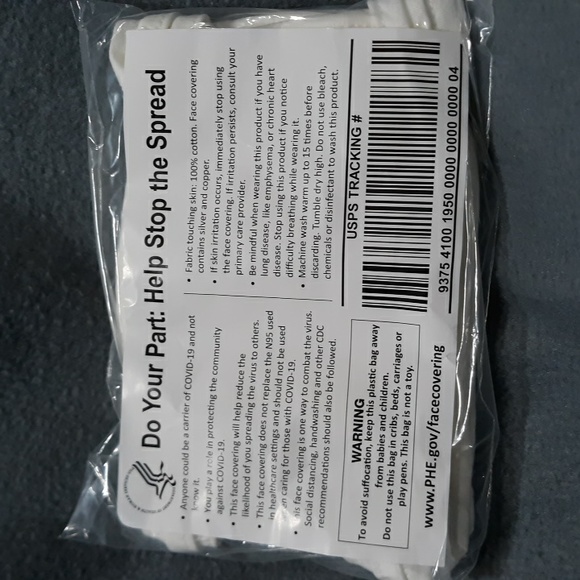 Do Your Part: Help Stop the Spread
• Anyone could be a carrier of COVID-19 and not
know it.
• You play a role in protecting the community
against COVID-19.
• This face covering will help reduce the
likelihood of you spreading the virus to others.
• This face covering does not replace the N95 used
in healthcare settings and should not be used
when caring for those with COVID-19.
• This face covering is one way to combat the virus.
Social distancing, handwashing and other CDC
recommendations should also be followed.
• Fabric touching skin: 100% cotton. Face covering
contains silver and copper.
• If skin irritation occurs, immediately stop using
the face covering. If irritation persists, consult your
primary care provider.
• Be mindful when wearing this product if you have
lung disease, like emphysema, or chronic heart
disease. Stop using this product if you notice
difficulty breathing while wearing it.
• Machine wash warm up to 15 times before
discarding. Tumble dry high. Do not use bleach,
chemicals or disinfectant to wash this product.
WARNING
To avoid suffocation, keep this plastic bag away
from babies and children.
Do not use this bag in cribs, beds, carriages or
play pens. This bag is not a toy.
www.PHE.gov/facecovering
USPS TRACKING #
9375 4100 1950 0000 0000 0000 04